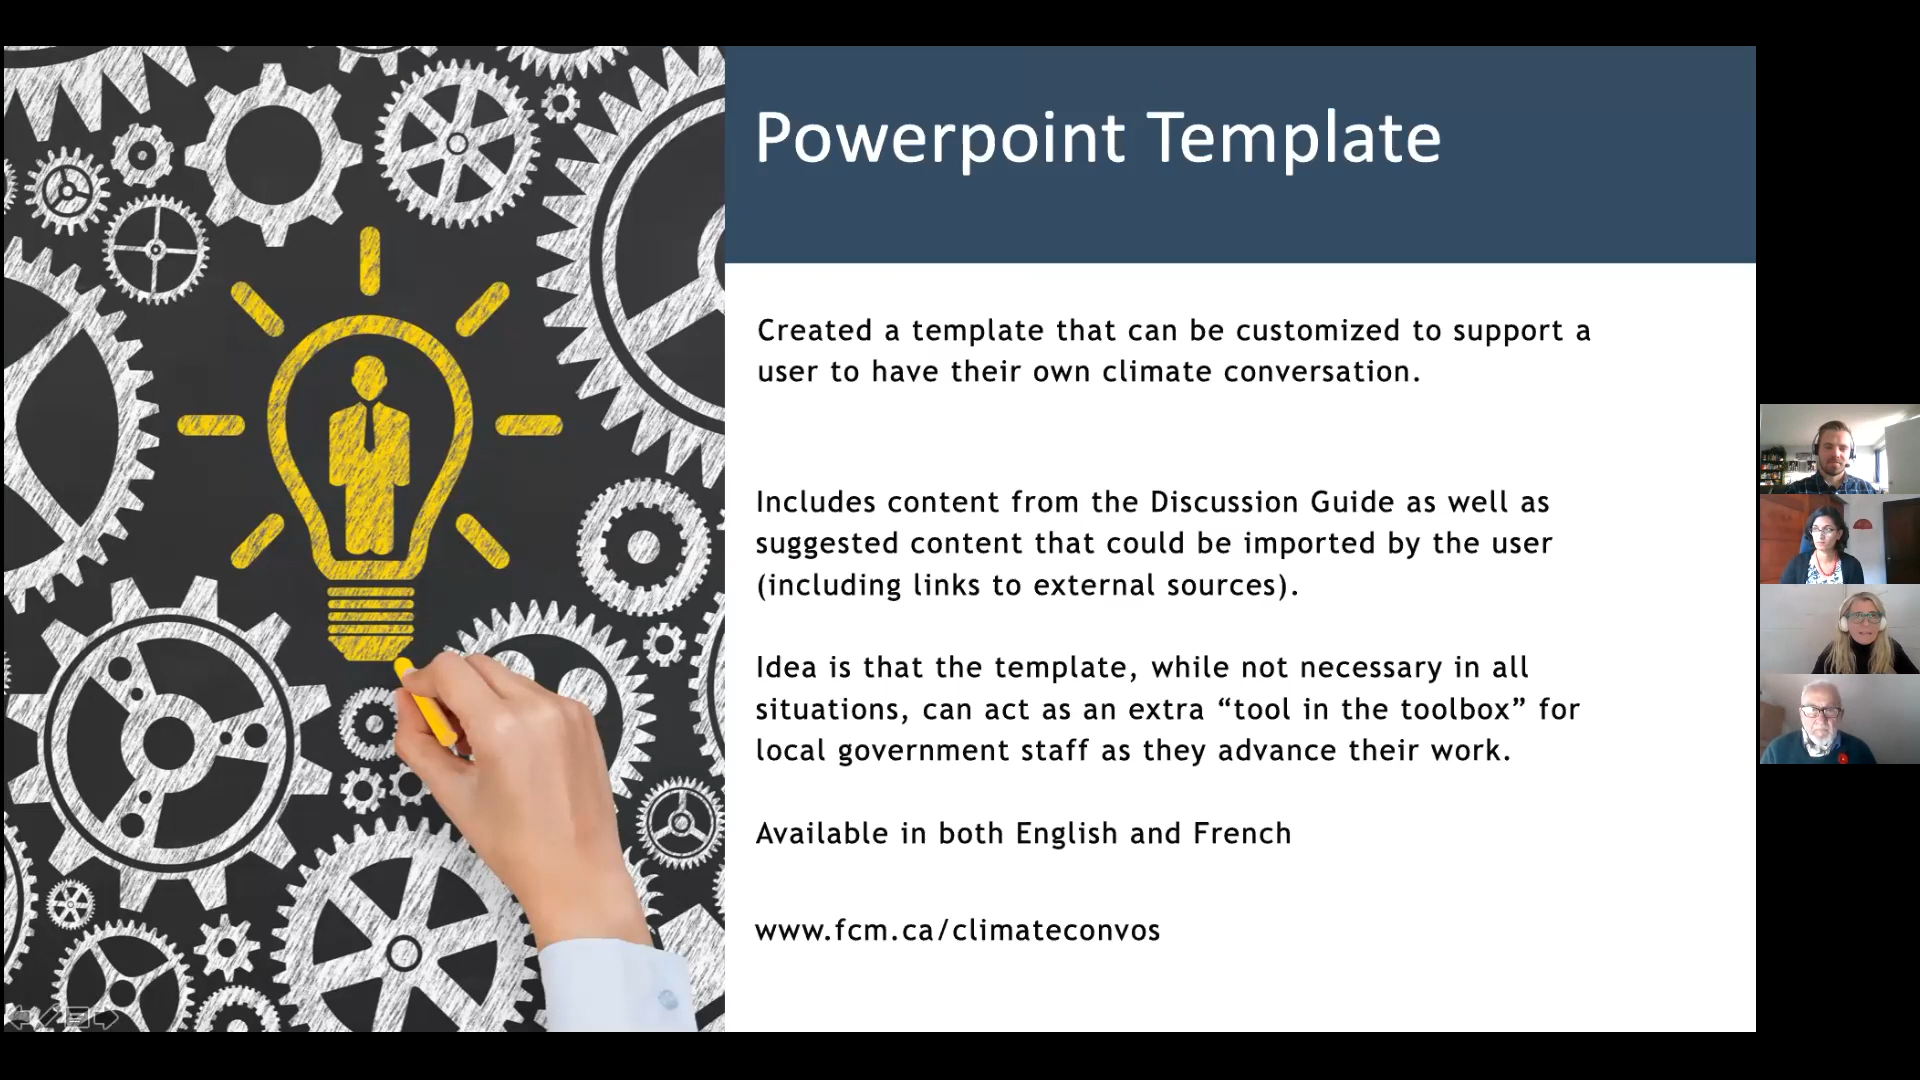 Powerpoint Template
Created a template that can be customized to support a
user to have their own climate conversation.
Includes content from the Discussion Guide as well as
suggested content that could be imported by the user
(including links to external sources).
Idea is that the template, while not necessary in all
situations, can act as an extra “tool in the toolbox” for
local government staff as they advance their work.
Available in both English and French
www.fcm.ca/climateconvos